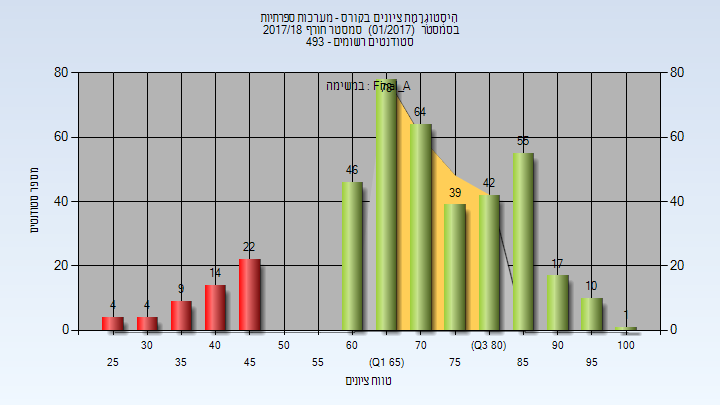 היסטוגרמת ציונים בקורס - מערכות ספרתיות
בסמסטר (01/2017) סמסטר חורף 2017/18
סטודנטים רשומים - 493
במשימה : Final_A
מספר סטודנטים
80 60 40 20 0
4 4 9 14 22 46 78 64 39 42 55 17 10 1
80 60 40 20 0
30 40 50 60 70 (Q3 80) 90 100
25 35 45 55 (Q1 65) 75 85 95
טווח ציונים